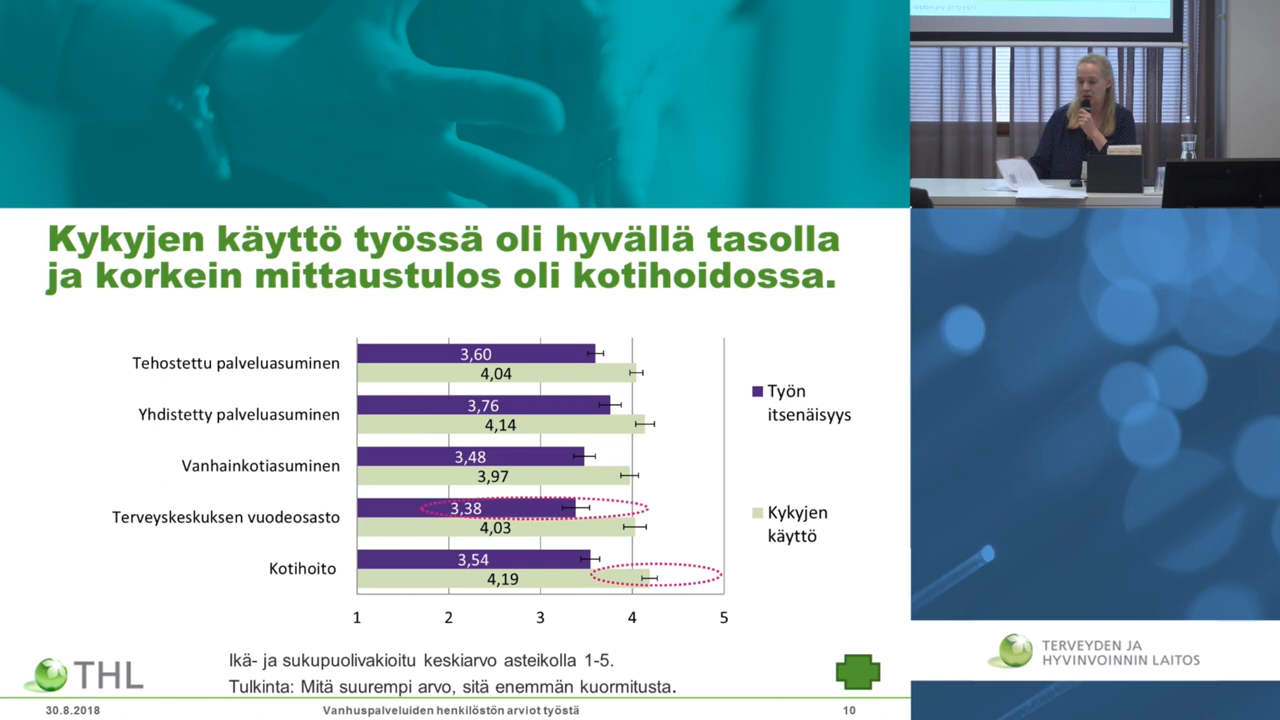 Kykyjen käyttö työssä oli hyvällä tasolla
ja korkein mittaustulos oli kotihoidossa.
Tehostettu palveluasuminen
3,60
4,04
Yhdistetty palveluasuminen
3,76
4,14
Vanhainkotiasuminen
3,48
3,97
Terveyskeskuksen vuodeosasto
3,38
4,03
Kotihoito
3,54
4,19
1 2 3 4 5
Työn
itsenäisyys
Kykyjen
käyttö
Ikä- ja sukupuolivakioitu keskiarvo asteikolla 1-5.
Tulkinta: Mitä suurempi arvo, sitä enemmän kuormitusta.
THL
30.8.2018 Vanhuspalveluiden henkilöstön arviot työstä 10
TERVEYDEN JA
HYVINVOINNIN LAITOS